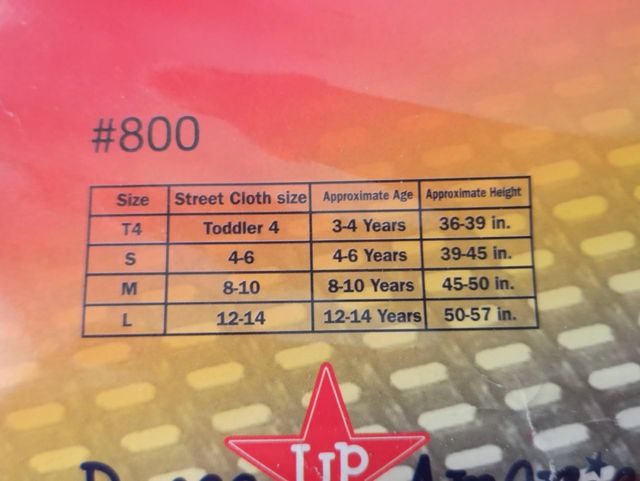 #800
Size Street Cloth size Approximate Age Approximate Height
T4 Toddler 4 3-4 Years 36-39 in.
S 4-6 4-6 Years 39-45 in.
M 8-10 8-10 Years 45-50 in.
L 12-14 12-14 Years 50-57 in.
UP